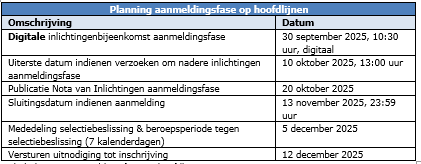 Planning aanmeldingsfase op hoofdlijnen
Omschrijving Datum
Digitale inlichtingenbijeenkomst aanmeldingsfase 30 september 2025, 10:30
uur, digitaal
Uiterste datum indienen verzoeken om nadere inlichtingen 10 oktober 2025, 13:00 uur
aanmeldingsfase
Publicatie Nota van Inlichtingen aanmeldingsfase 20 oktober 2025
Sluitingsdatum indienen aanmelding 13 november 2025, 23:59
uur
Mededeling selectiebeslissing & beroepsperiode tegen 5 december 2025
selectiebeslissing (7 kalenderdagen)
Versturen uitnodiging tot inschrijving 12 december 2025